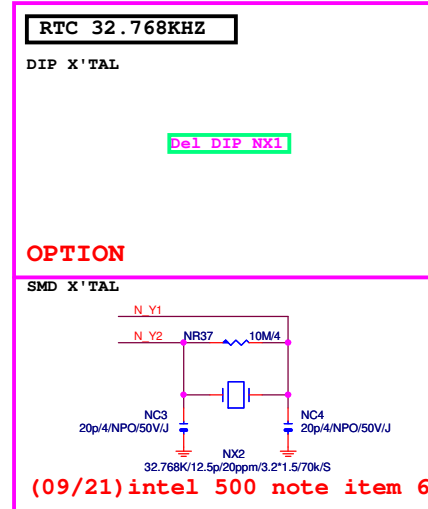 RTC 32.768KHZ
DIP X'TAL
Del DIP NX1
OPTION
SMD X'TAL
N_Y1
N_Y2
NR37
10M/4
NC3
20p/4/NPO/50V/J
NC4
20p/4/NPO/50V/J
NX2
32.768K/12.5p/20ppm/3.2*1.5/70k/S
(09/21)intel 500 note item 6